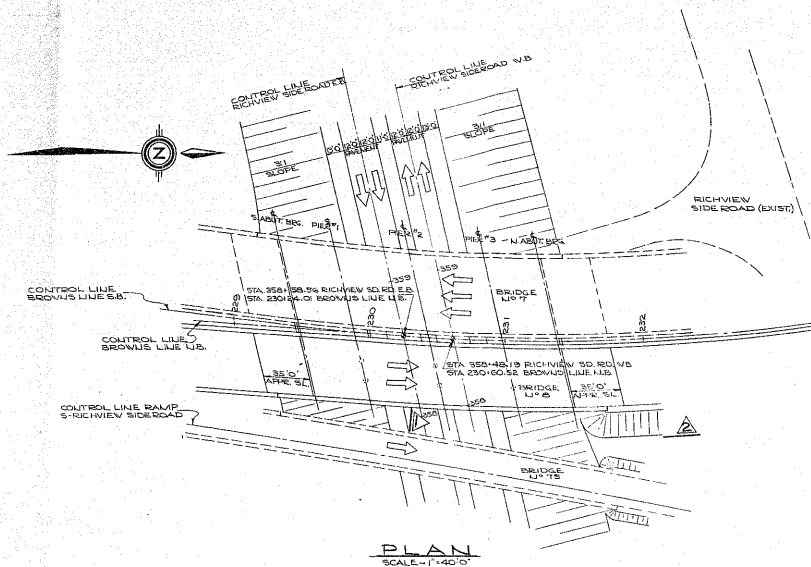 CONTROL LINE
RICHVIEW SIDEROAD E.B.
CONTROL LINE
RICHVIEW SIDEROAD W.B.
PAVEMENT
3:1
SLOPE
3:1
SLOPE
Z
RICHVIEW
SIDE ROAD (EXIST.)
S. ABUT. BRG.
PIER #1
PIER #2
PIER #3
N. ABUT. BRG.
CONTROL LINE
BROWNS LINE S.B.
359
359
STA. 358+58.96 RICHVIEW SD. RD. E.B.
STA. 230+24.01 BROWNS LINE N.B.
BRIDGE
No 7
229
230
231
232
CONTROL LINE
BROWNS LINE N.B.
STA 358+48.19 RICHVIEW SD. RD. W.B.
STA 230+60.52 BROWNS LINE N.B.
35'0"
APPR. SL.
BRIDGE
No 8
35'0"
APPR. SL.
358
358
CONTROL LINE RAMP
S-RICHVIEW SIDEROAD
2
BRIDGE
No 75
PLAN
SCALE-1"=40'0"